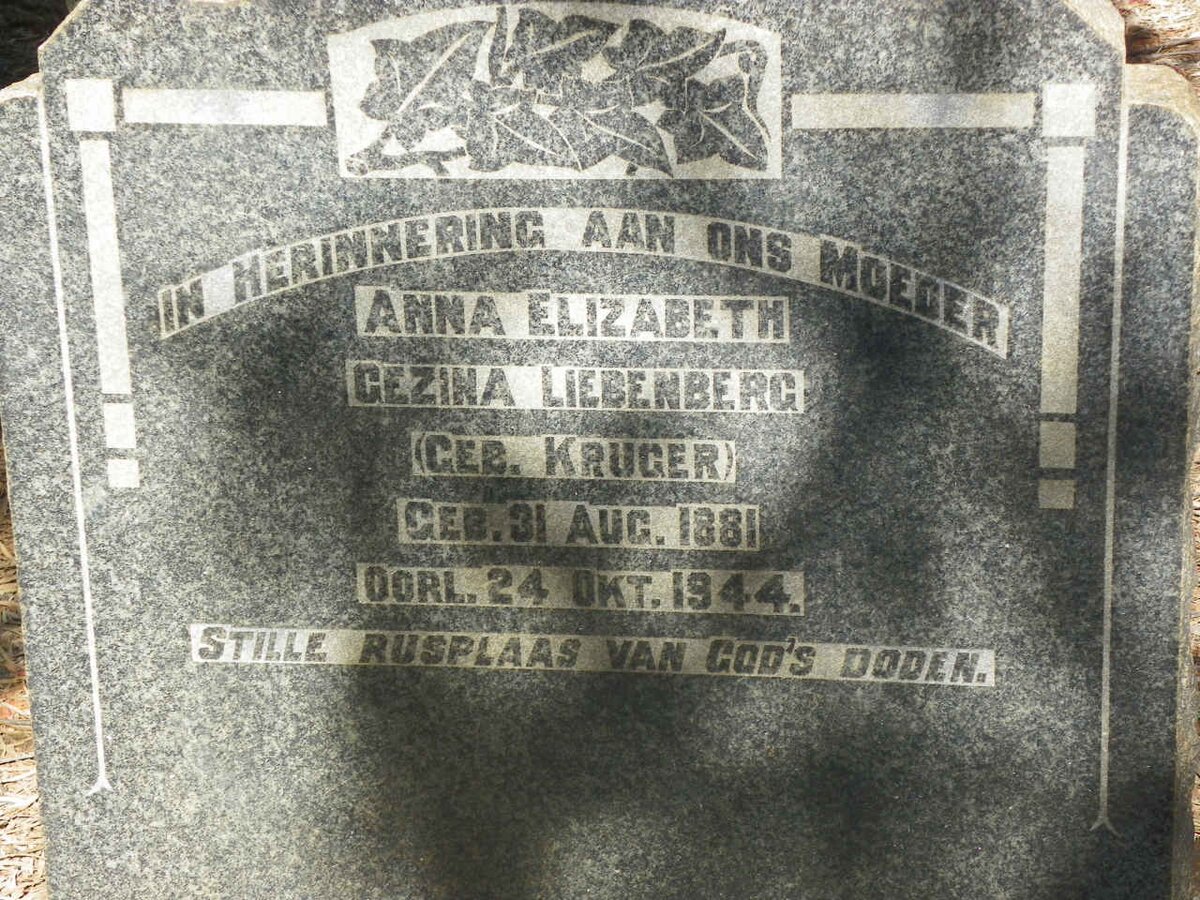 IN HERINNERING AAN ONS MOEDER
ANNA ELIZABETH
GEZINA LIEBENBERG
(GEB. KRUGER)
GEB. 31 AUG. 1881
OORL. 24 OKT. 1944.
STILLE RUSPLAAS VAN GOD'S DODEN.